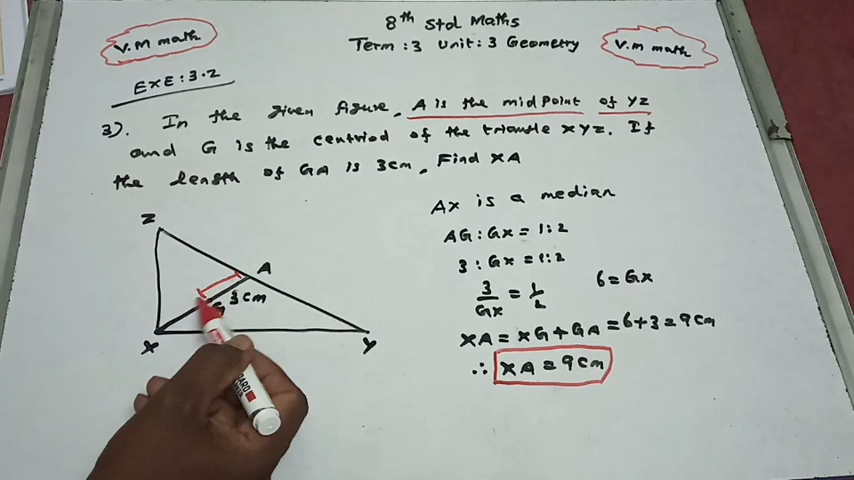 8th Std Maths
V.M math
Term : 3 Unit : 3 Geometry
V.M math
EXE : 3.2
3). In the given figure, A is the midpoint of YZ
and G is the centriod of the triangle XYZ. If
the length of GA is 3cm, Find XA
AX is a median
AG : GX = 1:2
3 : GX = 1:2
3/GX = 1/2
6 = GX
XA = XG + GA = 6+3 = 9cm
∴ XA = 9cm
Z
A
3cm
G
X
Y